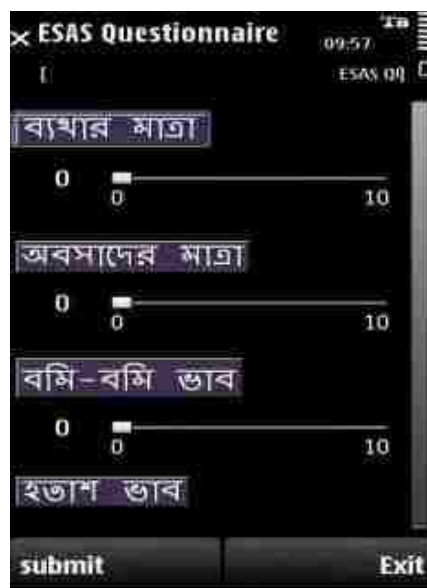 × ESAS Questionnaire
09:57
ESAS Q
ব্যথার মাত্রা
0
0 10
অবসাদের মাত্রা
0
0 10
বমি-বমি ভাব
0
0 10
হতাশ ভাব
submit Exit